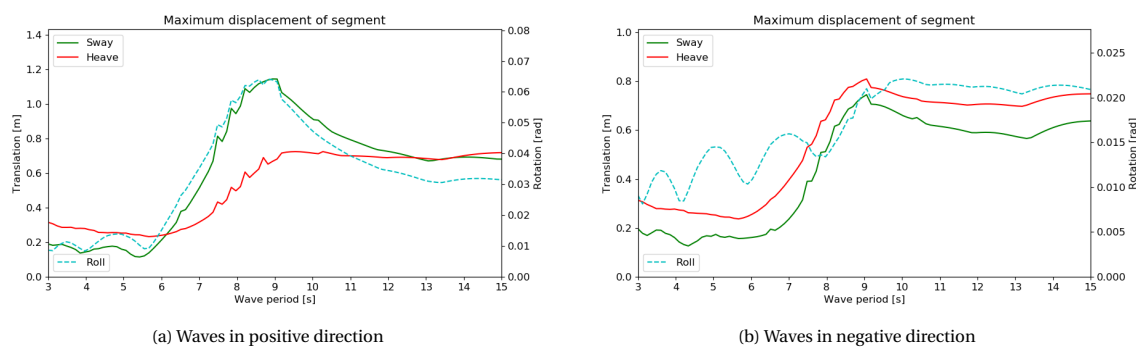 Maximum displacement of segment
1.4
1.2
1.0
0.8
0.6
0.4
0.2
0.0
Translation [m]
Sway
Heave
Roll
0.08
0.07
0.06
0.05
0.04
0.03
0.02
0.01
0.00
Rotation [rad]
3 4 5 6 7 8 9 10 11 12 13 14 15
Wave period [s]
(a) Waves in positive direction
Maximum displacement of segment
1.0
0.8
0.6
0.4
0.2
0.0
Translation [m]
Sway
Heave
Roll
0.025
0.020
0.015
0.010
0.005
0.000
Rotation [rad]
3 4 5 6 7 8 9 10 11 12 13 14 15
Wave period [s]
(b) Waves in negative direction